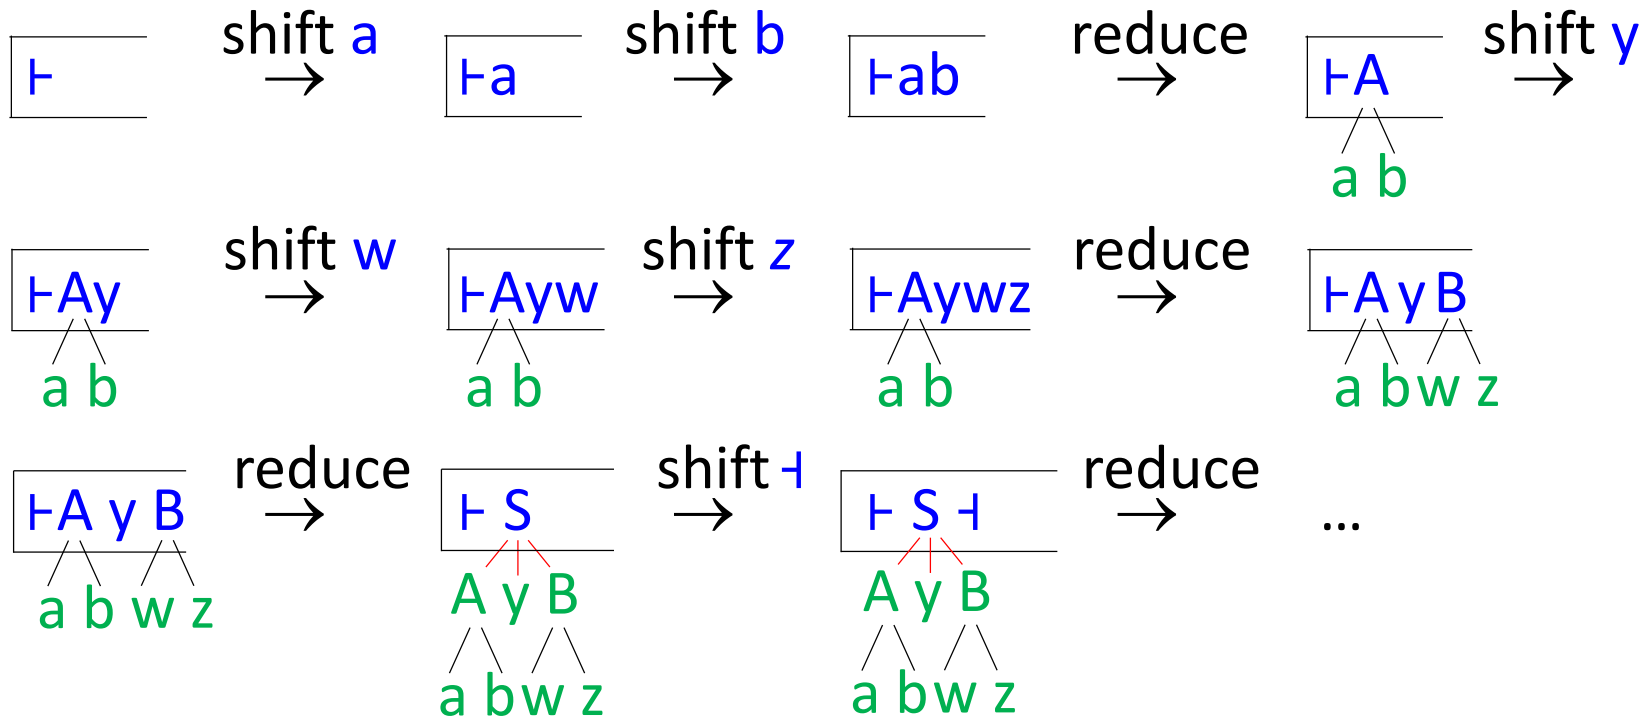 shift a shift b reduce shift y
⊢ → ⊢a → ⊢ab → ⊢A →
a b
shift w shift z reduce
⊢Ay → ⊢Ayw → ⊢Aywz → ⊢A y B
a b a b a b a b w z
reduce shift ⊣ reduce
⊢A y B → ⊢ S → ⊢ S ⊣ → ...
a b w z A y B A y B
a b w z a b w z